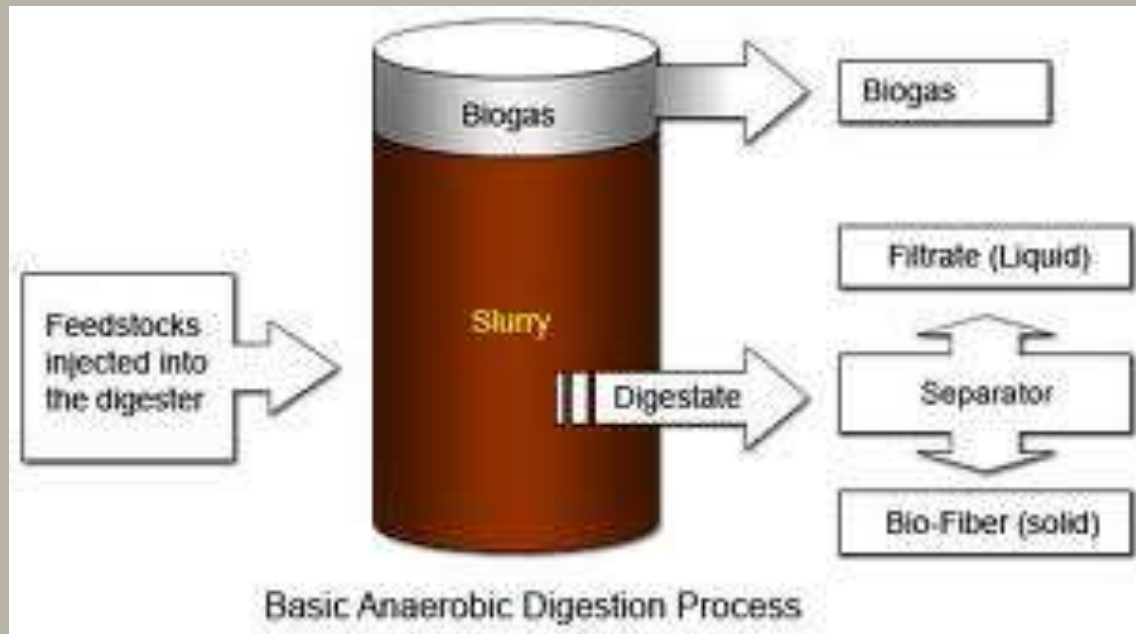 Biogas
Biogas
Feedstocks
injected into
the digester
Slurry
Digestate
Filtrate (Liquid)
Separator
Bio-Fiber (solid)
Basic Anaerobic Digestion Process